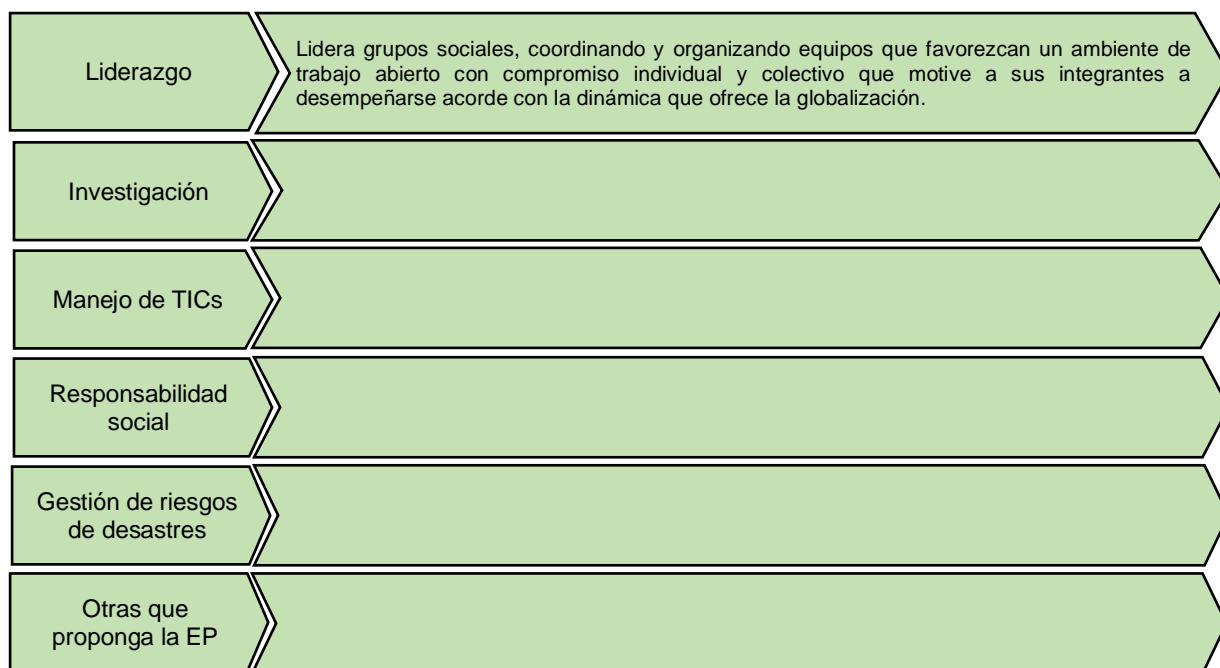 Liderazgo
Lidera grupos sociales, coordinando y organizando equipos que favorezcan un ambiente de
trabajo abierto con compromiso individual y colectivo que motive a sus integrantes a
desempeñarse acorde con la dinámica que ofrece la globalización.
Investigación
Manejo de TICs
Responsabilidad
social
Gestión de riesgos
de desastres
Otras que
proponga la EP